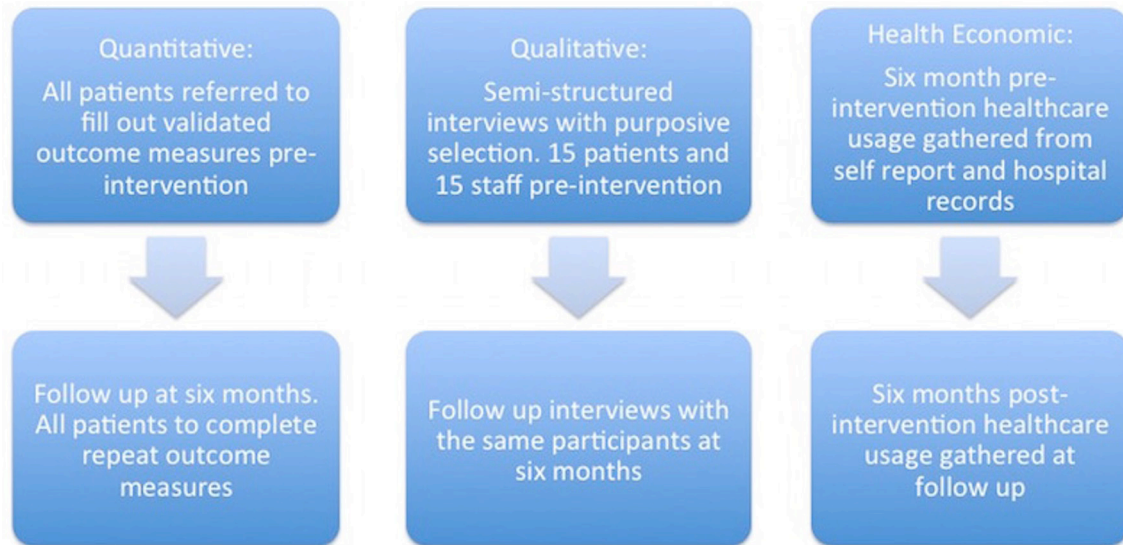 Quantitative:
All patients referred to
fill out validated
outcome measures pre-
intervention
Qualitative:
Semi-structured
interviews with purposive
selection. 15 patients and
15 staff pre-intervention
Health Economic:
Six month pre-
intervention healthcare
usage gathered from
self report and hospital
records
Follow up at six months.
All patients to complete
repeat outcome
measures
Follow up interviews with
the same participants at
six months
Six months post-
intervention healthcare
usage gathered at
follow up